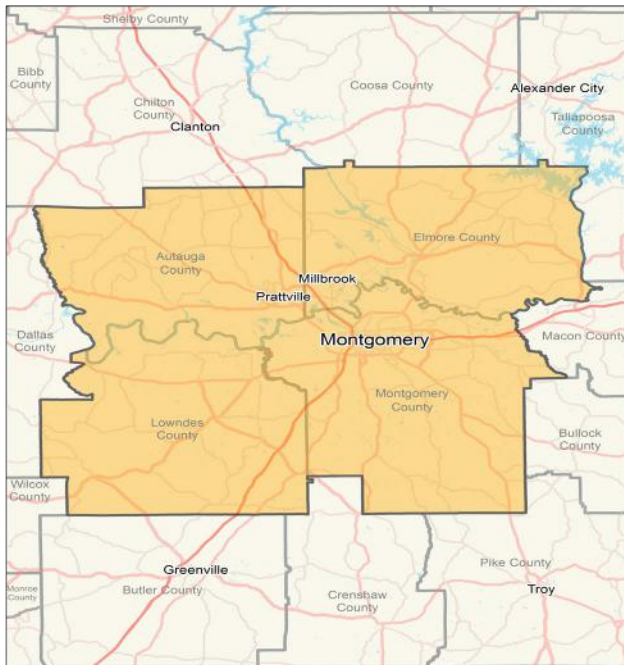 Shelby County
Bibb
County
Chilton
County
Coosa County
Alexander City
Tallapoosa
County
Clanton
Elmore County
Autauga
County
Millbrook
Prattville
Dallas
County
Montgomery
Macon County
Montgomery
County
Lowndes
County
Bullock
County
Wilcox
County
Greenville
Butler County
Monroe
County
Crenshaw
County
Pike County
Troy